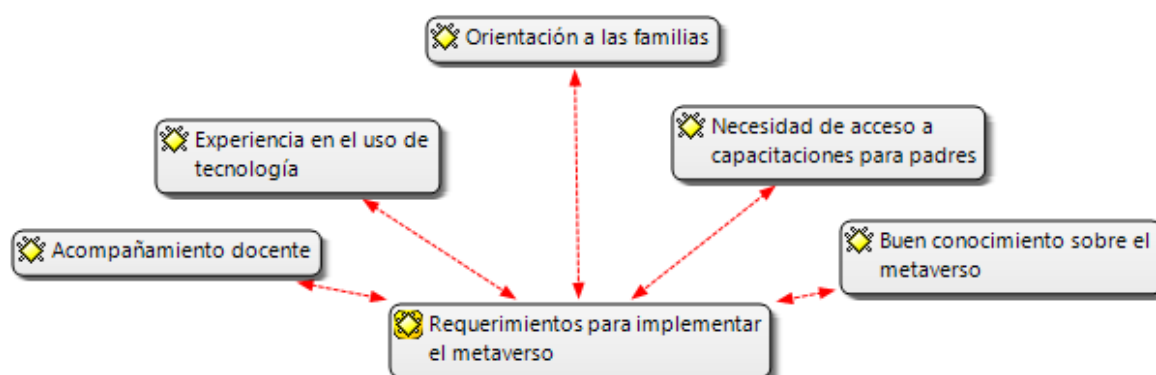 Orientación a las familias
Experiencia en el uso de
tecnología
Necesidad de acceso a
capacitaciones para padres
Acompañamiento docente
Buen conocimiento sobre el
metaverso
Requerimientos para implementar
el metaverso